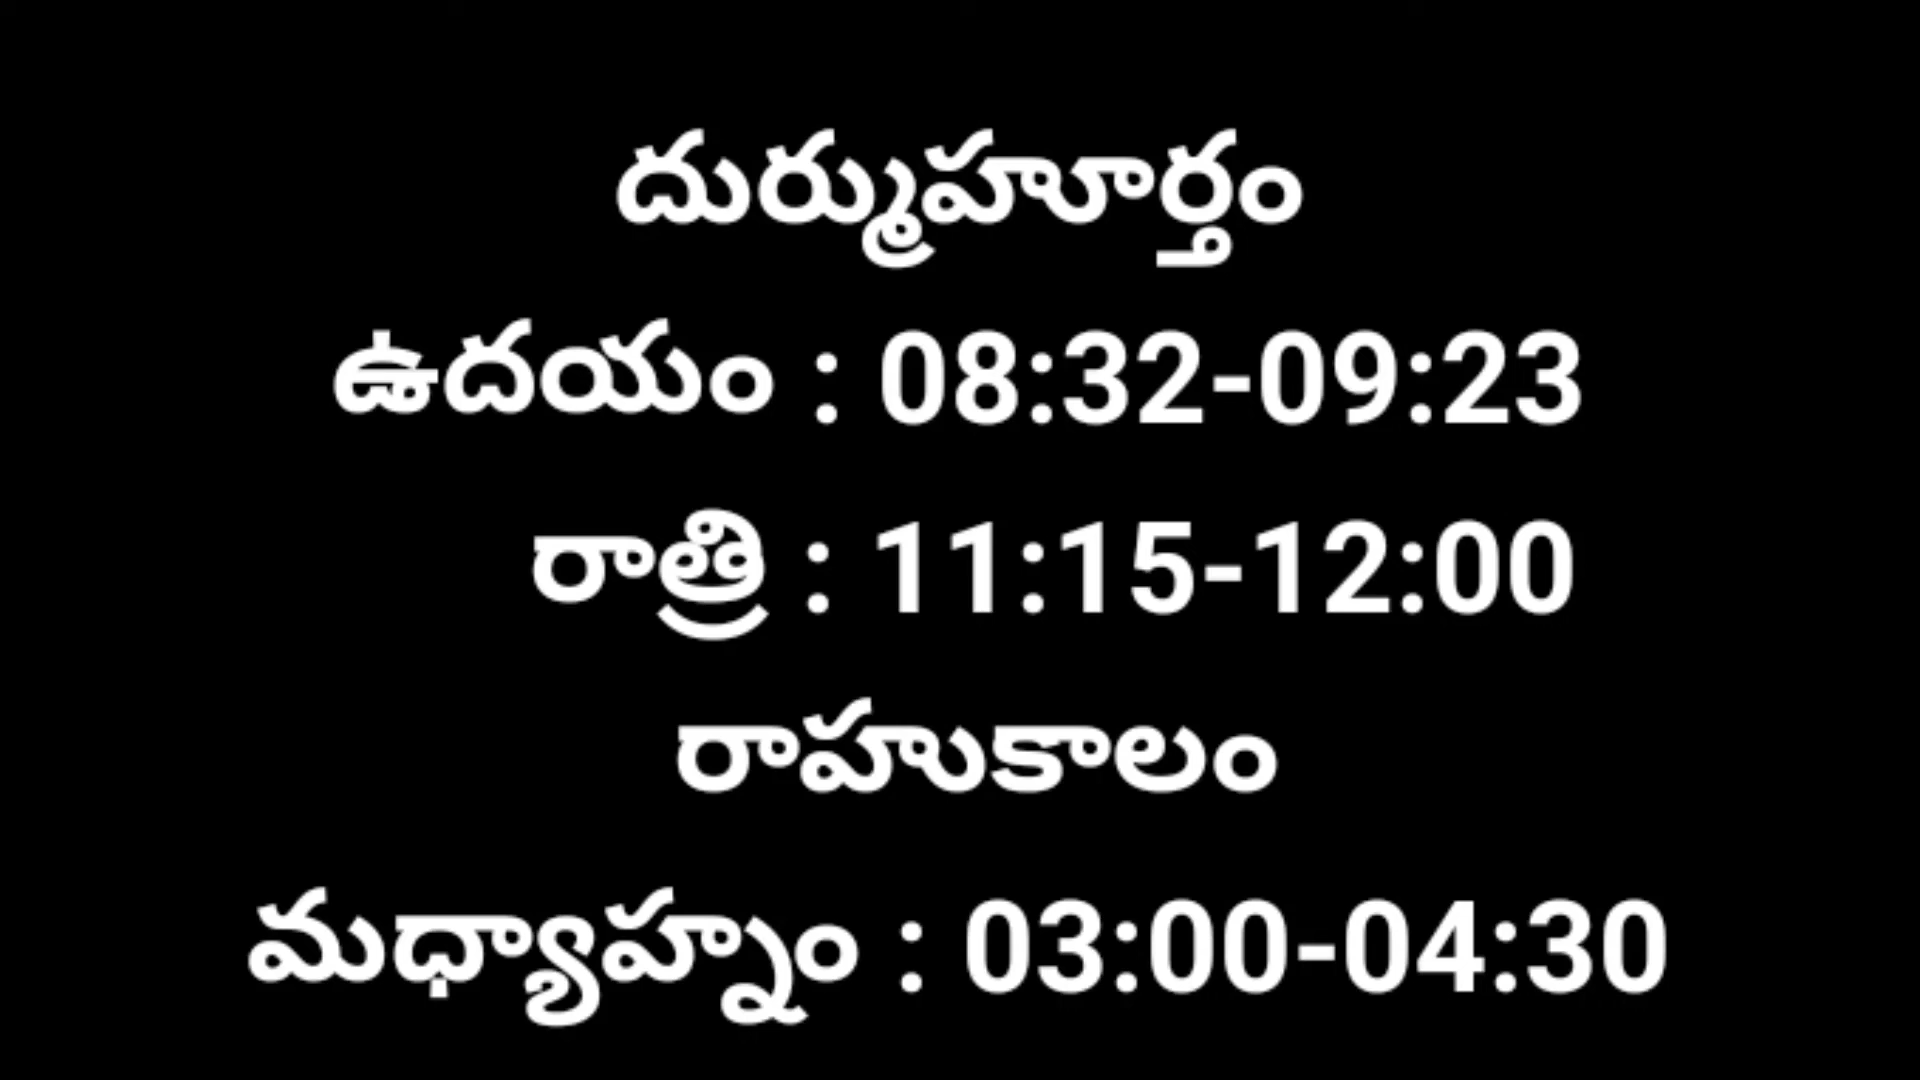 దుర్ముహూర్తం
ఉదయం : 08:32-09:23
రాత్రి : 11:15-12:00
రాహుకాలం
మధ్యాహ్నం : 03:00-04:30